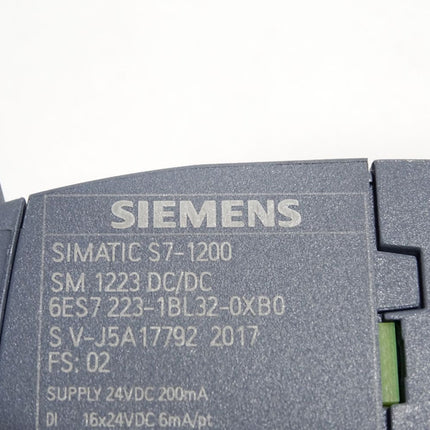 SIEMENS
SIMATIC S7-1200
SM 1223 DC/DC
6ES7 223-1BL32-0XB0
S V-J5A17792 2017
FS: 02
SUPPLY 24VDC 200mA
DI 16x24VDC 6mA/pt